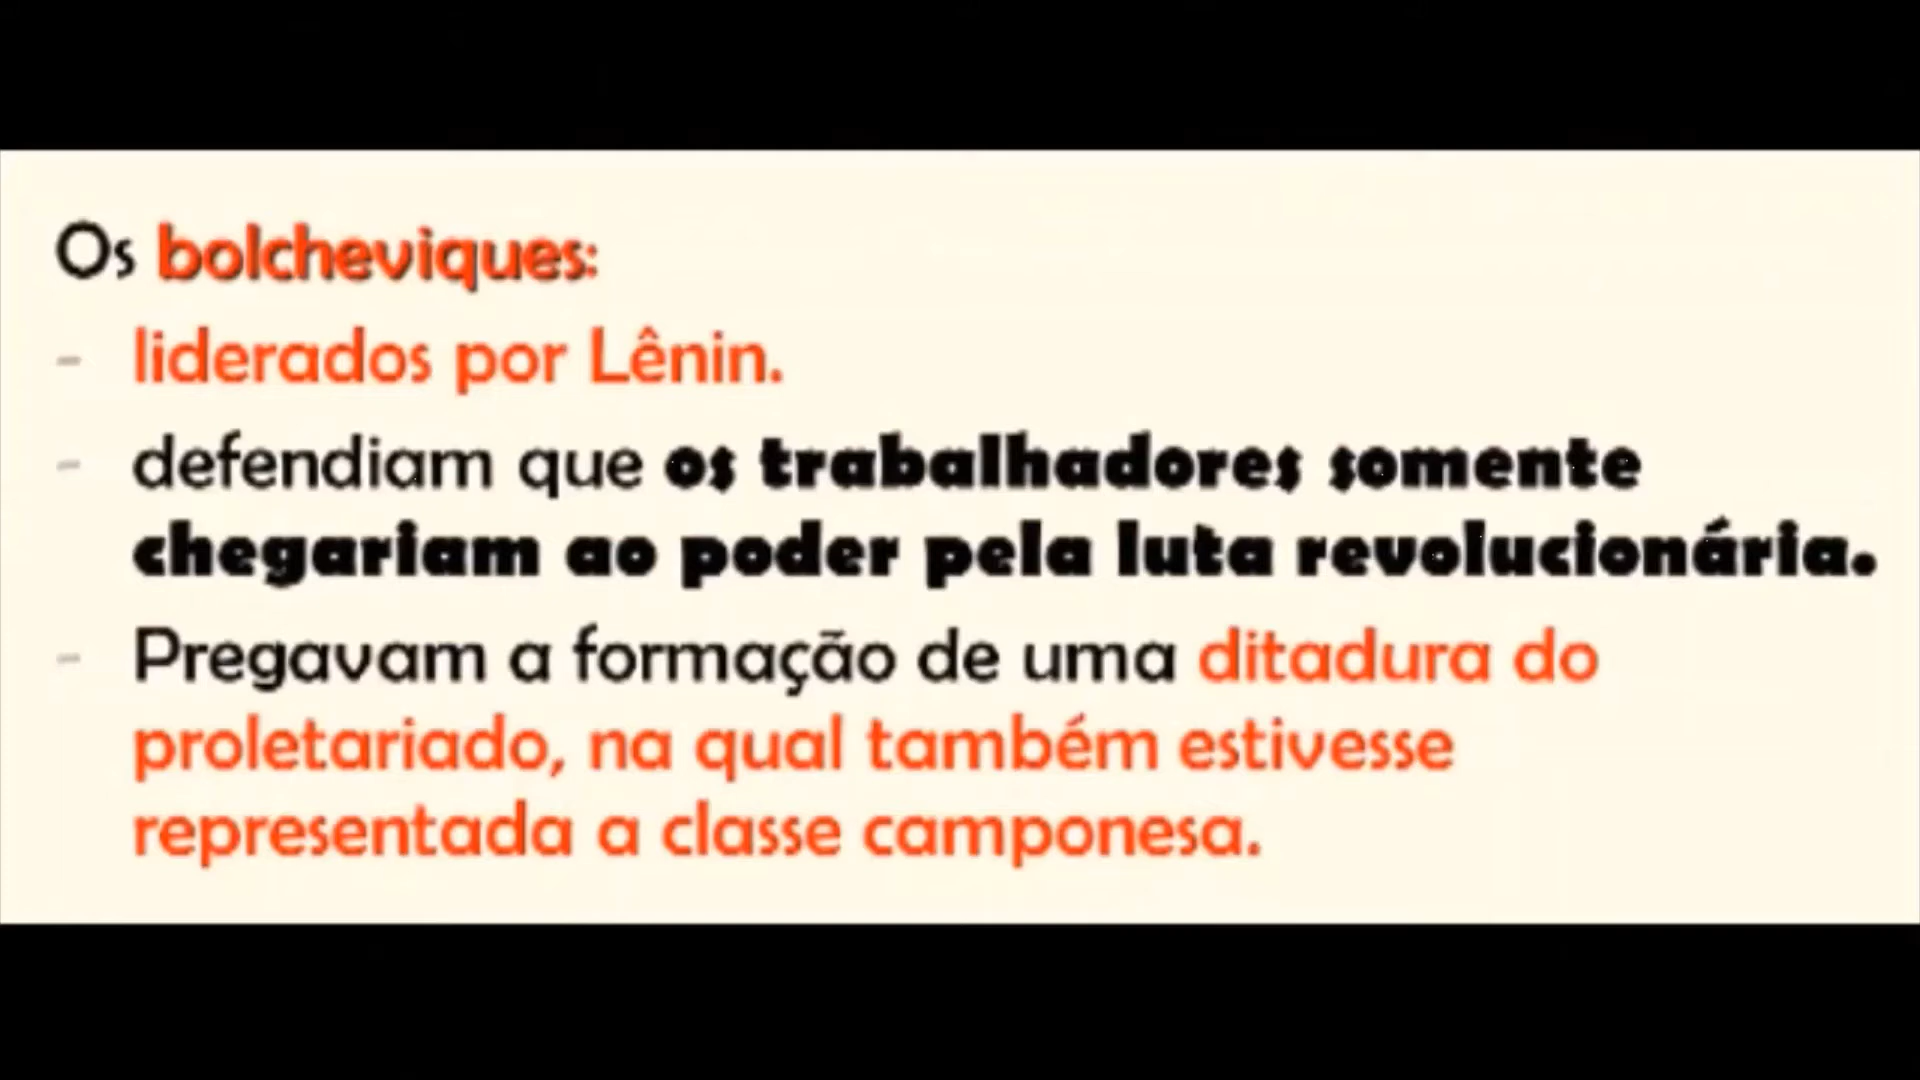 Os bolcheviques:
- liderados por Lênin.
- defendiam que os trabalhadores somente
chegariam ao poder pela luta revolucionária.
- Pregavam a formação de uma ditadura do
proletariado, na qual também estivesse
representada a classe camponesa.